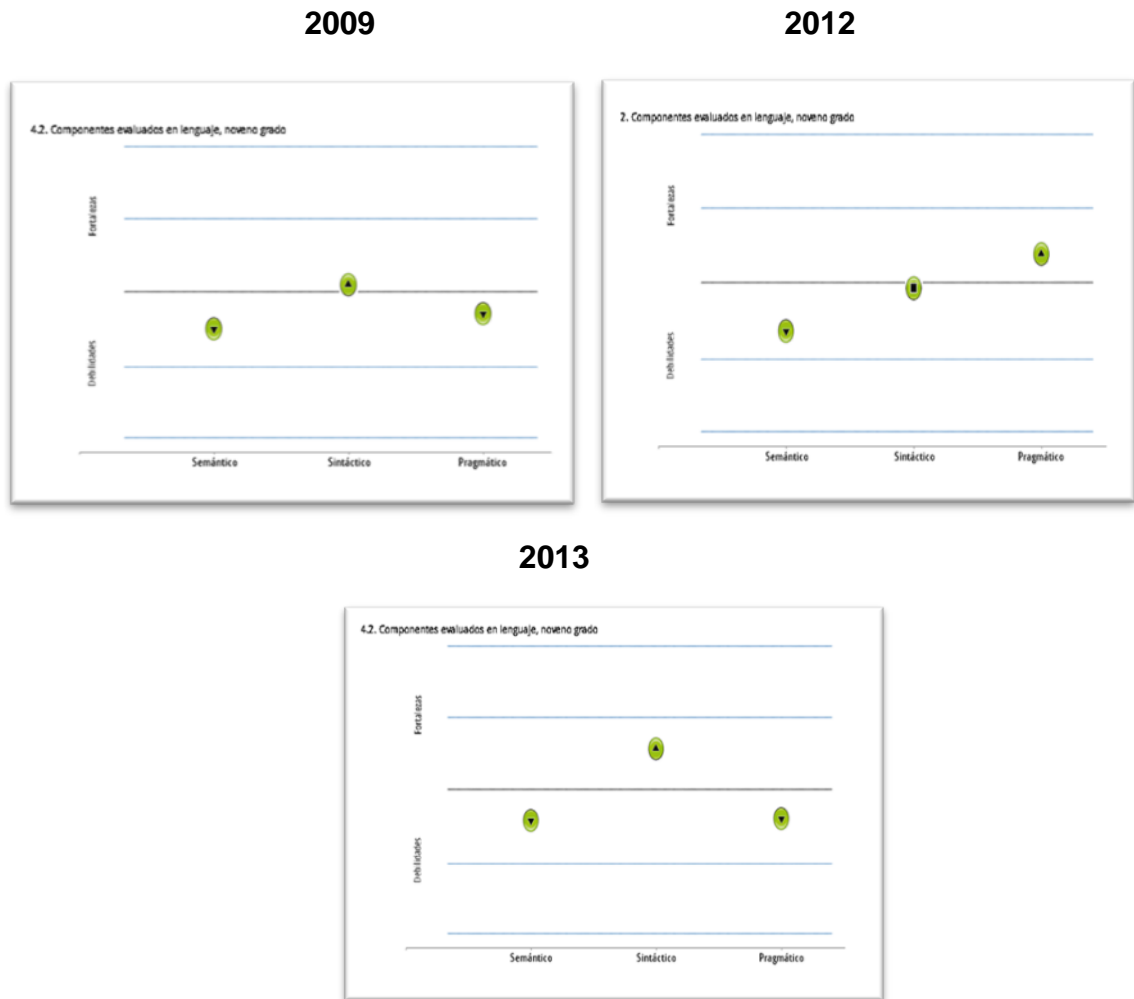 2009
2012
4.2. Componentes evaluados en lenguaje, noveno grado
Fortalezas
Debilidades
Semántico
Sintáctico
Pragmático
2. Componentes evaluados en lenguaje, noveno grado
Fortalezas
Debilidades
Semántico
Sintáctico
Pragmático
2013
4.2. Componentes evaluados en lenguaje, noveno grado
Fortalezas
Debilidades
Semántico
Sintáctico
Pragmático